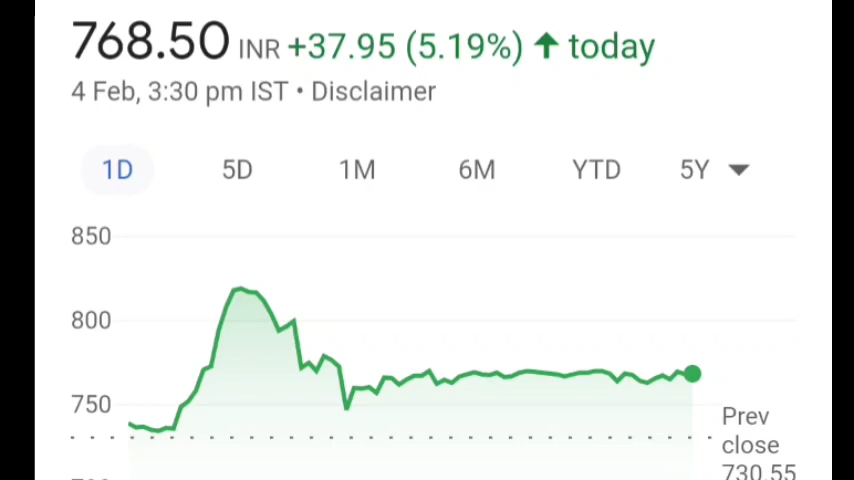 768.50 INR +37.95 (5.19%) ↑ today
4 Feb, 3:30 pm IST • Disclaimer
1D 5D 1M 6M YTD 5Y
850
800
750
Prev
close
730.55